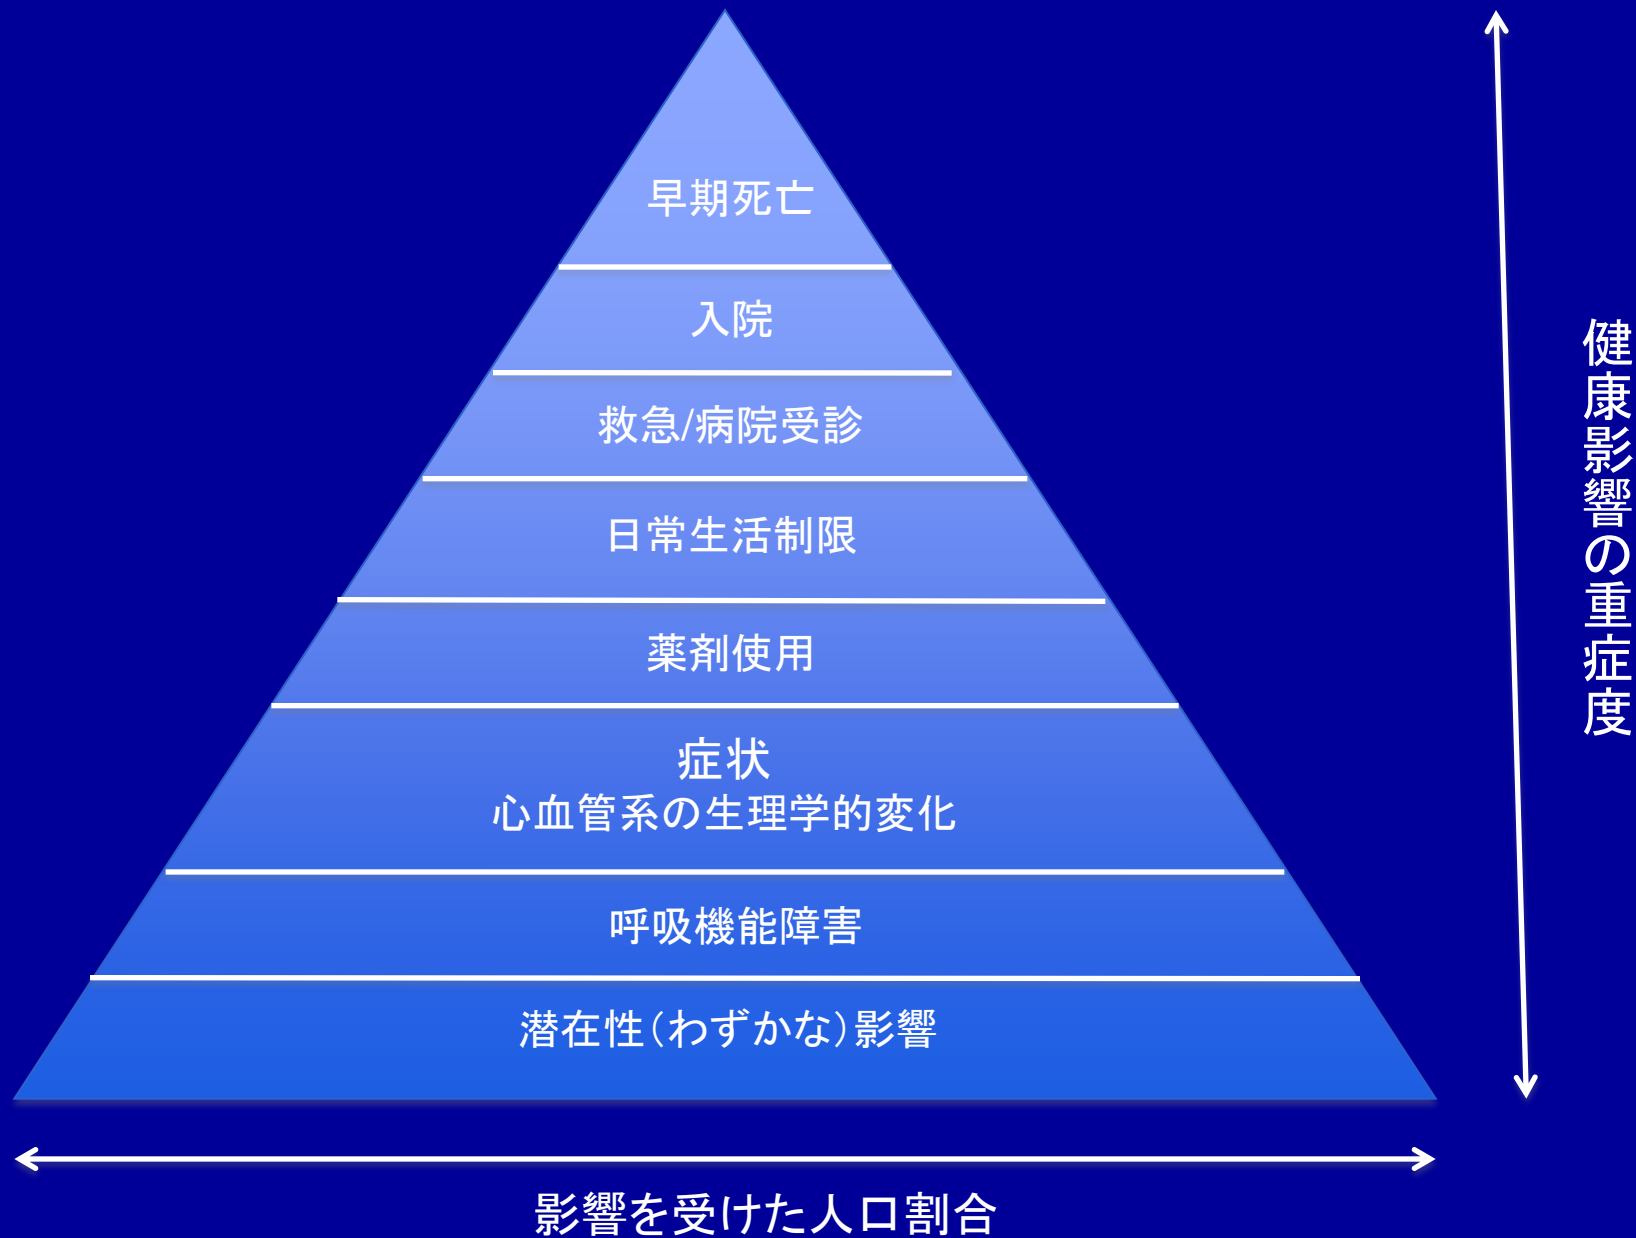 早期死亡
入院
救急/病院受診
日常生活制限
薬剤使用
症状
心血管系の生理学的変化
呼吸機能障害
潜在性(わずかな)影響
影響を受けた人口割合
健康影響の重症度